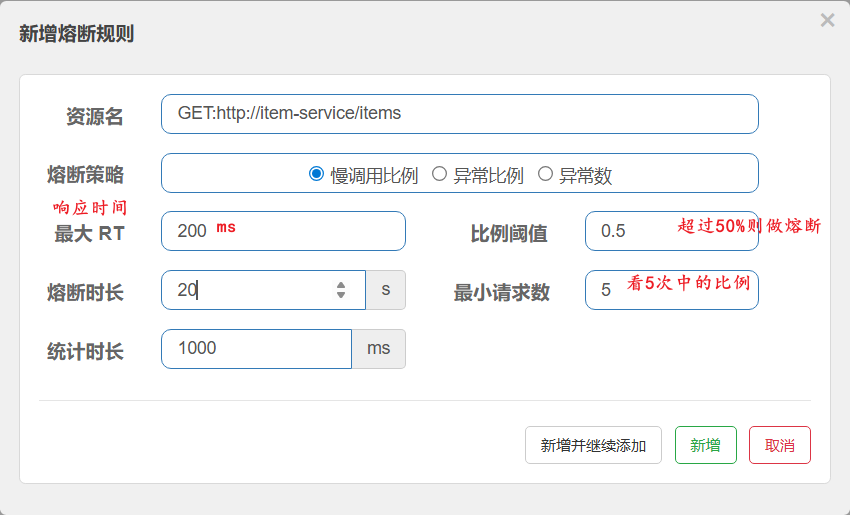 新增熔断规则
×
资源名 GET:http://item-service/items
熔断策略 慢调用比例 异常比例 异常数
响应时间
最大 RT 200 ms 比例阈值 0.5 超过50%则做熔断
熔断时长 20 s 最小请求数 5 看5次中的比例
统计时长 1000 ms
新增并继续添加 新增 取消